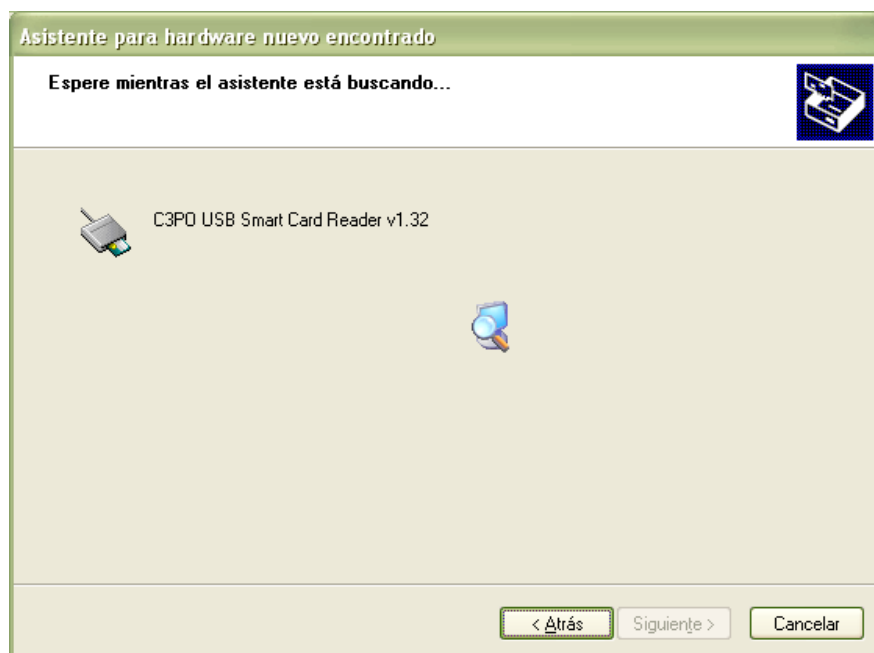 Asistente para hardware nuevo encontrado
Espere mientras el asistente está buscando...
C3PO USB Smart Card Reader v1.32
< Atrás
Siguiente >
Cancelar